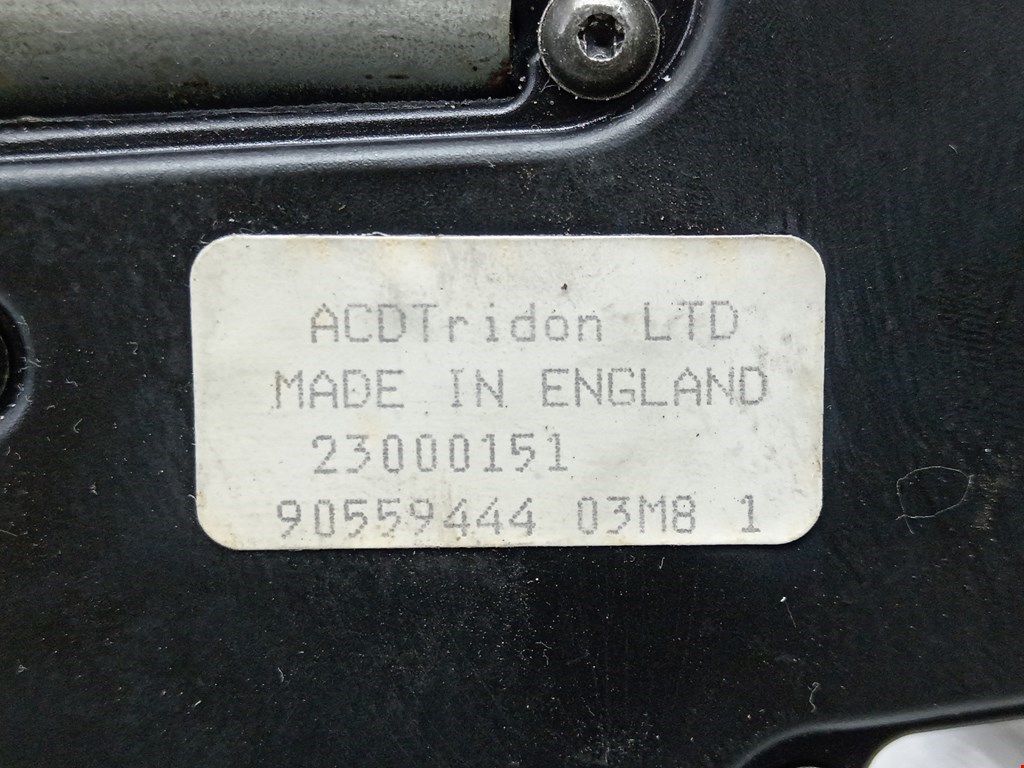 ACDTridon LTD
MADE IN ENGLAND
23000151
90559444 03M8 1